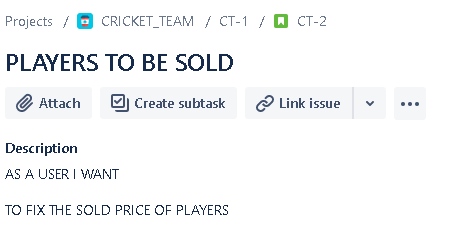 Projects / CRICKET_TEAM / CT-1 / CT-2
PLAYERS TO BE SOLD
Attach Create subtask Link issue
Description
AS A USER I WANT
TO FIX THE SOLD PRICE OF PLAYERS